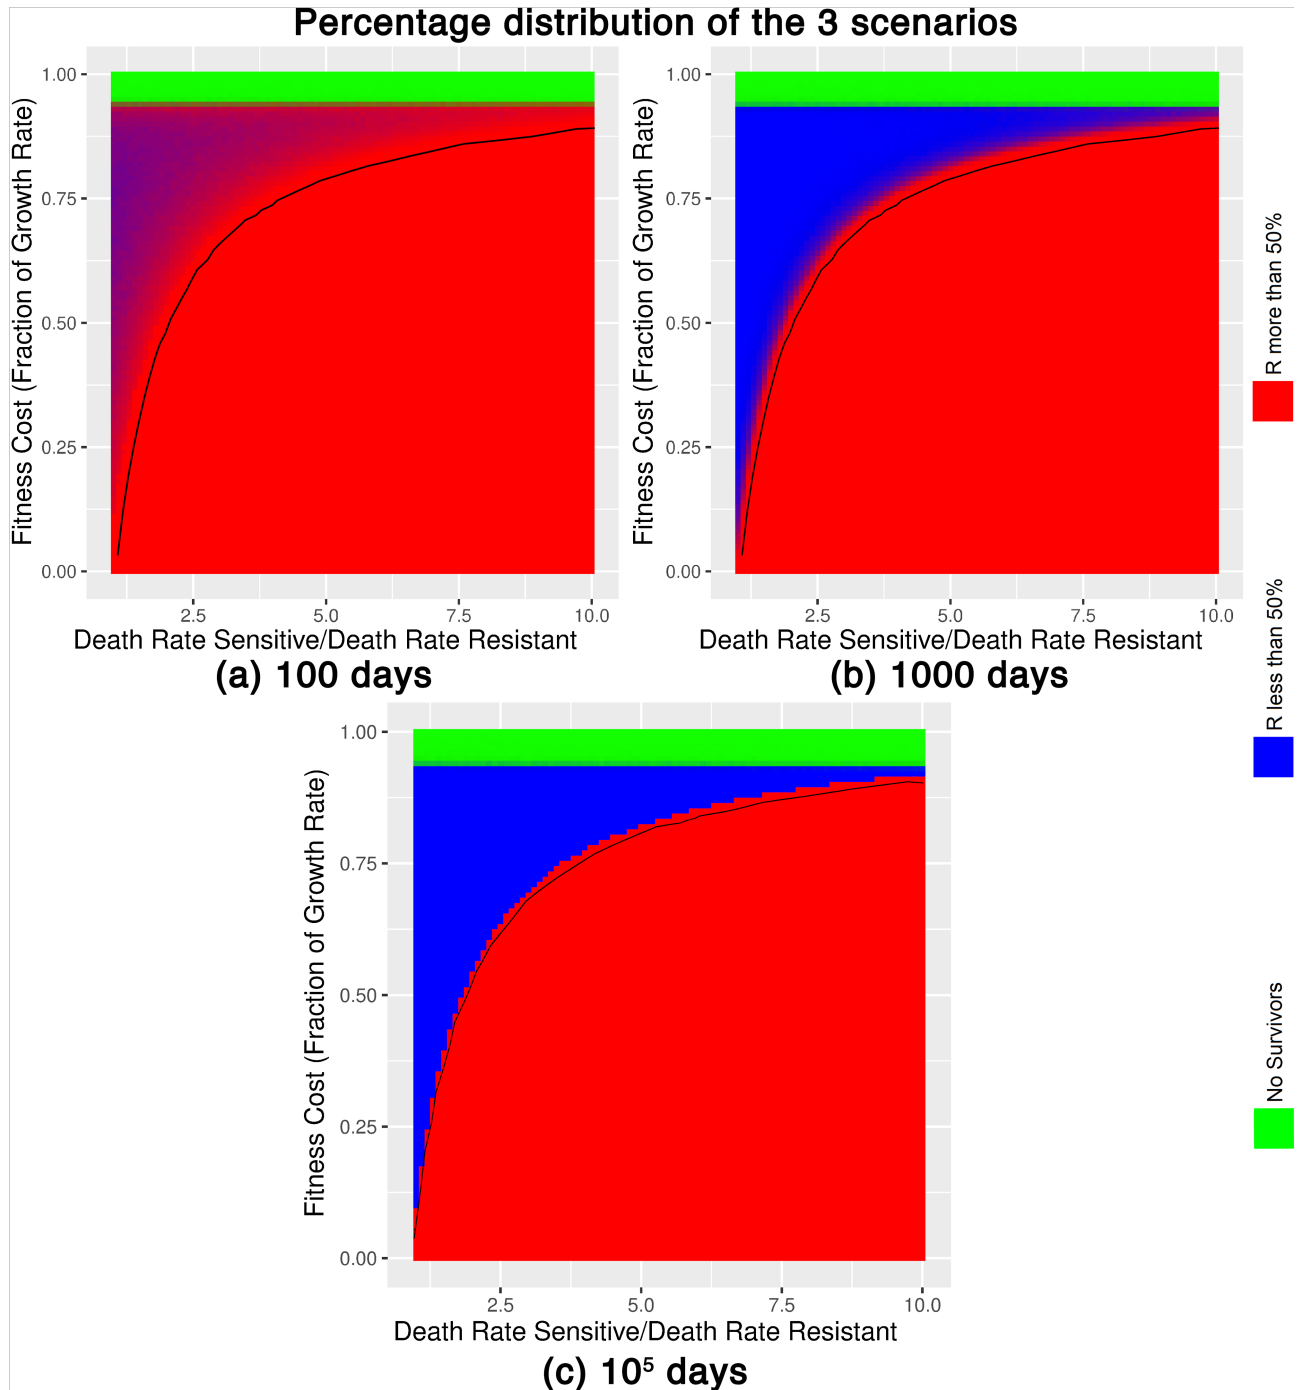 Percentage distribution of the 3 scenarios
Fitness Cost (Fraction of Growth Rate)
1.00
0.75
0.50
0.25
0.00
2.5 5.0 7.5 10.0
Death Rate Sensitive/Death Rate Resistant
(a) 100 days
Fitness Cost (Fraction of Growth Rate)
1.00
0.75
0.50
0.25
0.00
2.5 5.0 7.5 10.0
Death Rate Sensitive/Death Rate Resistant
(b) 1000 days
Fitness Cost (Fraction of Growth Rate)
1.00
0.75
0.50
0.25
0.00
2.5 5.0 7.5 10.0
Death Rate Sensitive/Death Rate Resistant
(c) 10⁵ days
R more than 50%
R less than 50%
No Survivors